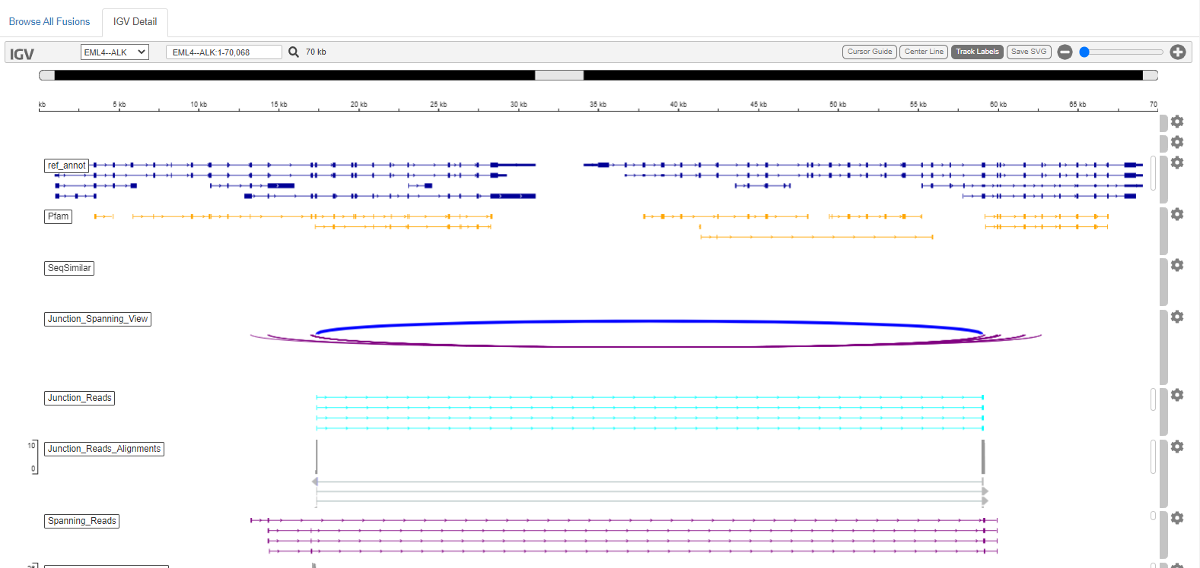 Browse All Fusions IGV Detail
IGV EML4--ALK EML4--ALK:1-70,068 70 kb Cursor Guide Center Line Track Labels Save SVG
kb 5 kb 10 kb 15 kb 20 kb 25 kb 30 kb 35 kb 40 kb 45 kb 50 kb 55 kb 60 kb 65 kb 70
ref_annot
Pfam
SeqSimilar
Junction_Spanning_View
Junction_Reads
10
Junction_Reads_Alignments
0
Spanning_Reads